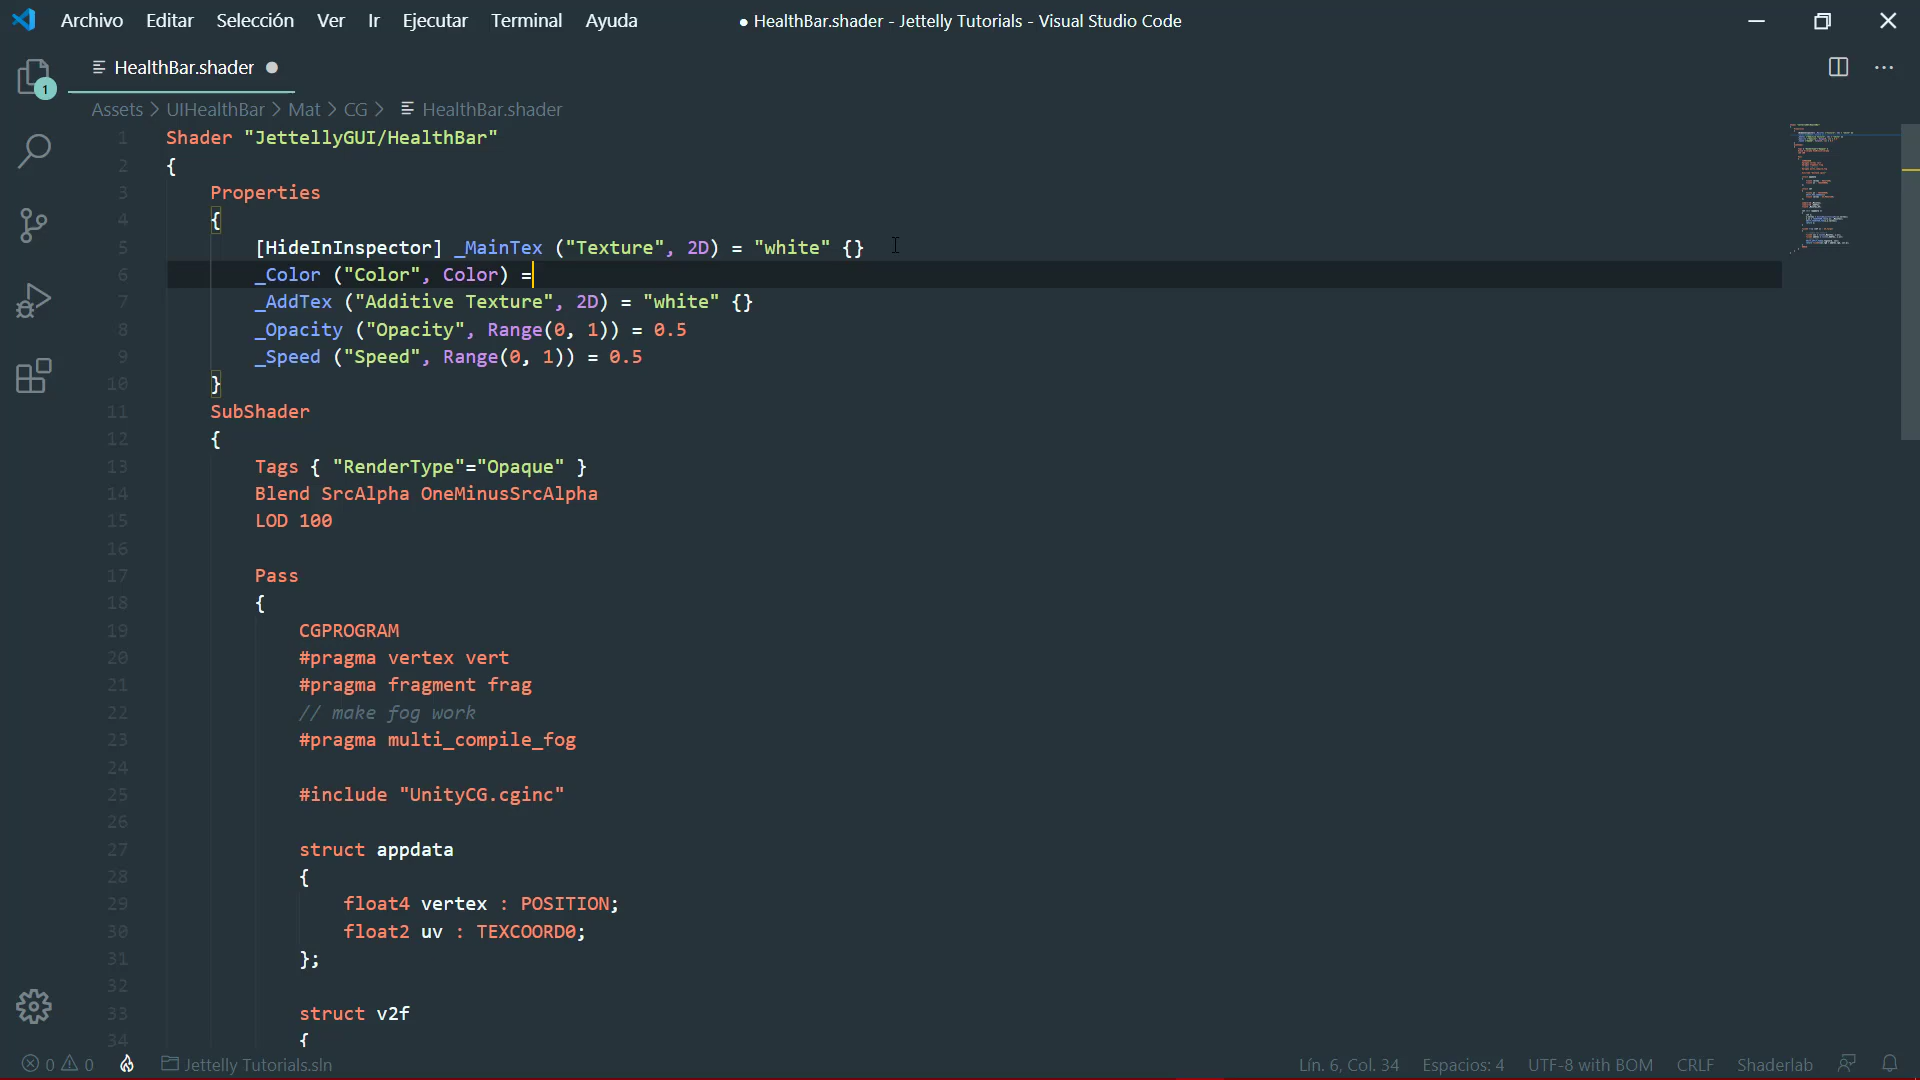 Archivo Editar Selección Ver Ir Ejecutar Terminal Ayuda
● HealthBar.shader - Jettelly Tutorials - Visual Studio Code
HealthBar.shader
1
Assets > UIHealthBar > Mat > CG > HealthBar.shader
1 Shader "JettellyGUI/HealthBar"
2 {
3 Properties
4 {
5 [HideInInspector] _MainTex ("Texture", 2D) = "white" {}
6 _Color ("Color", Color) =
7 _AddTex ("Additive Texture", 2D) = "white" {}
8 _Opacity ("Opacity", Range(0, 1)) = 0.5
9 _Speed ("Speed", Range(0, 1)) = 0.5
10 }
11 SubShader
12 {
13 Tags { "RenderType"="Opaque" }
14 Blend SrcAlpha OneMinusSrcAlpha
15 LOD 100
16
17 Pass
18 {
19 CGPROGRAM
20 #pragma vertex vert
21 #pragma fragment frag
22 // make fog work
23 #pragma multi_compile_fog
24
25 #include "UnityCG.cginc"
26
27 struct appdata
28 {
29 float4 vertex : POSITION;
30 float2 uv : TEXCOORD0;
31 };
32
33 struct v2f
34 {
0 0 Jettelly Tutorials.sln
Lín. 6, Col. 34 Espacios: 4 UTF-8 with BOM CRLF Shaderlab